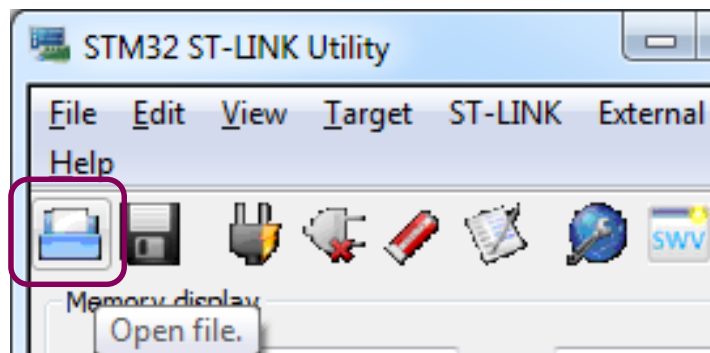 STM32 ST-LINK Utility
File Edit View Target ST-LINK External
Help
SWV
Memory display
Open file.